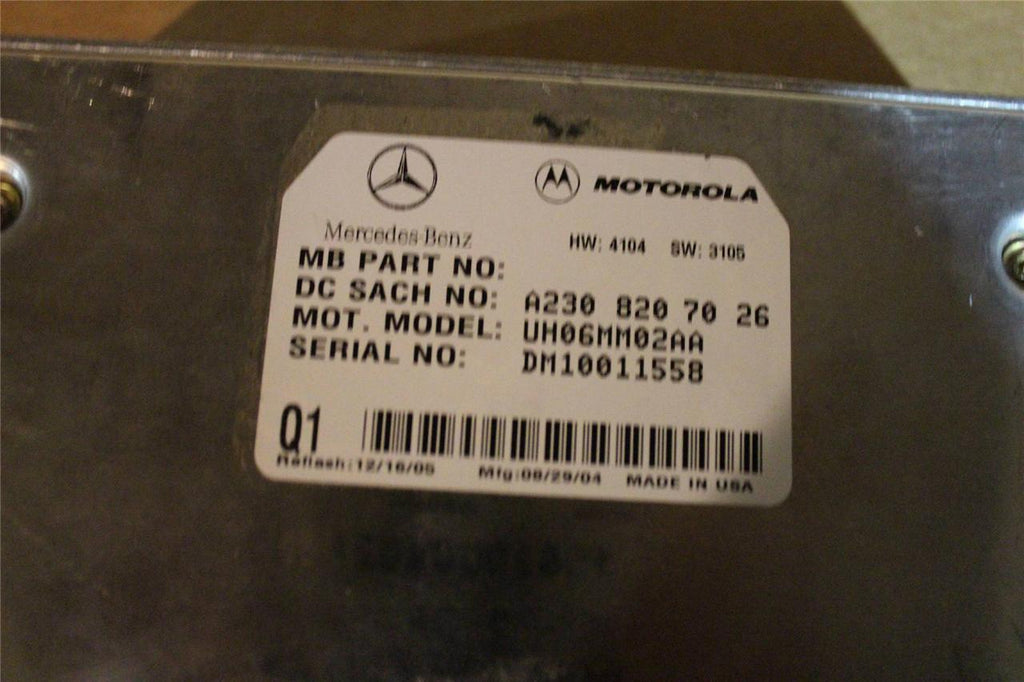 MOTOROLA
Mercedes-Benz
HW: 4104 SW: 3105
MB PART NO:
DC SACH NO: A230 820 70 26
MOT. MODEL: UH06MM02AA
SERIAL NO: DM10011558
Q1
Reflash:12/16/05 Mfg:09/29/04 MADE IN USA